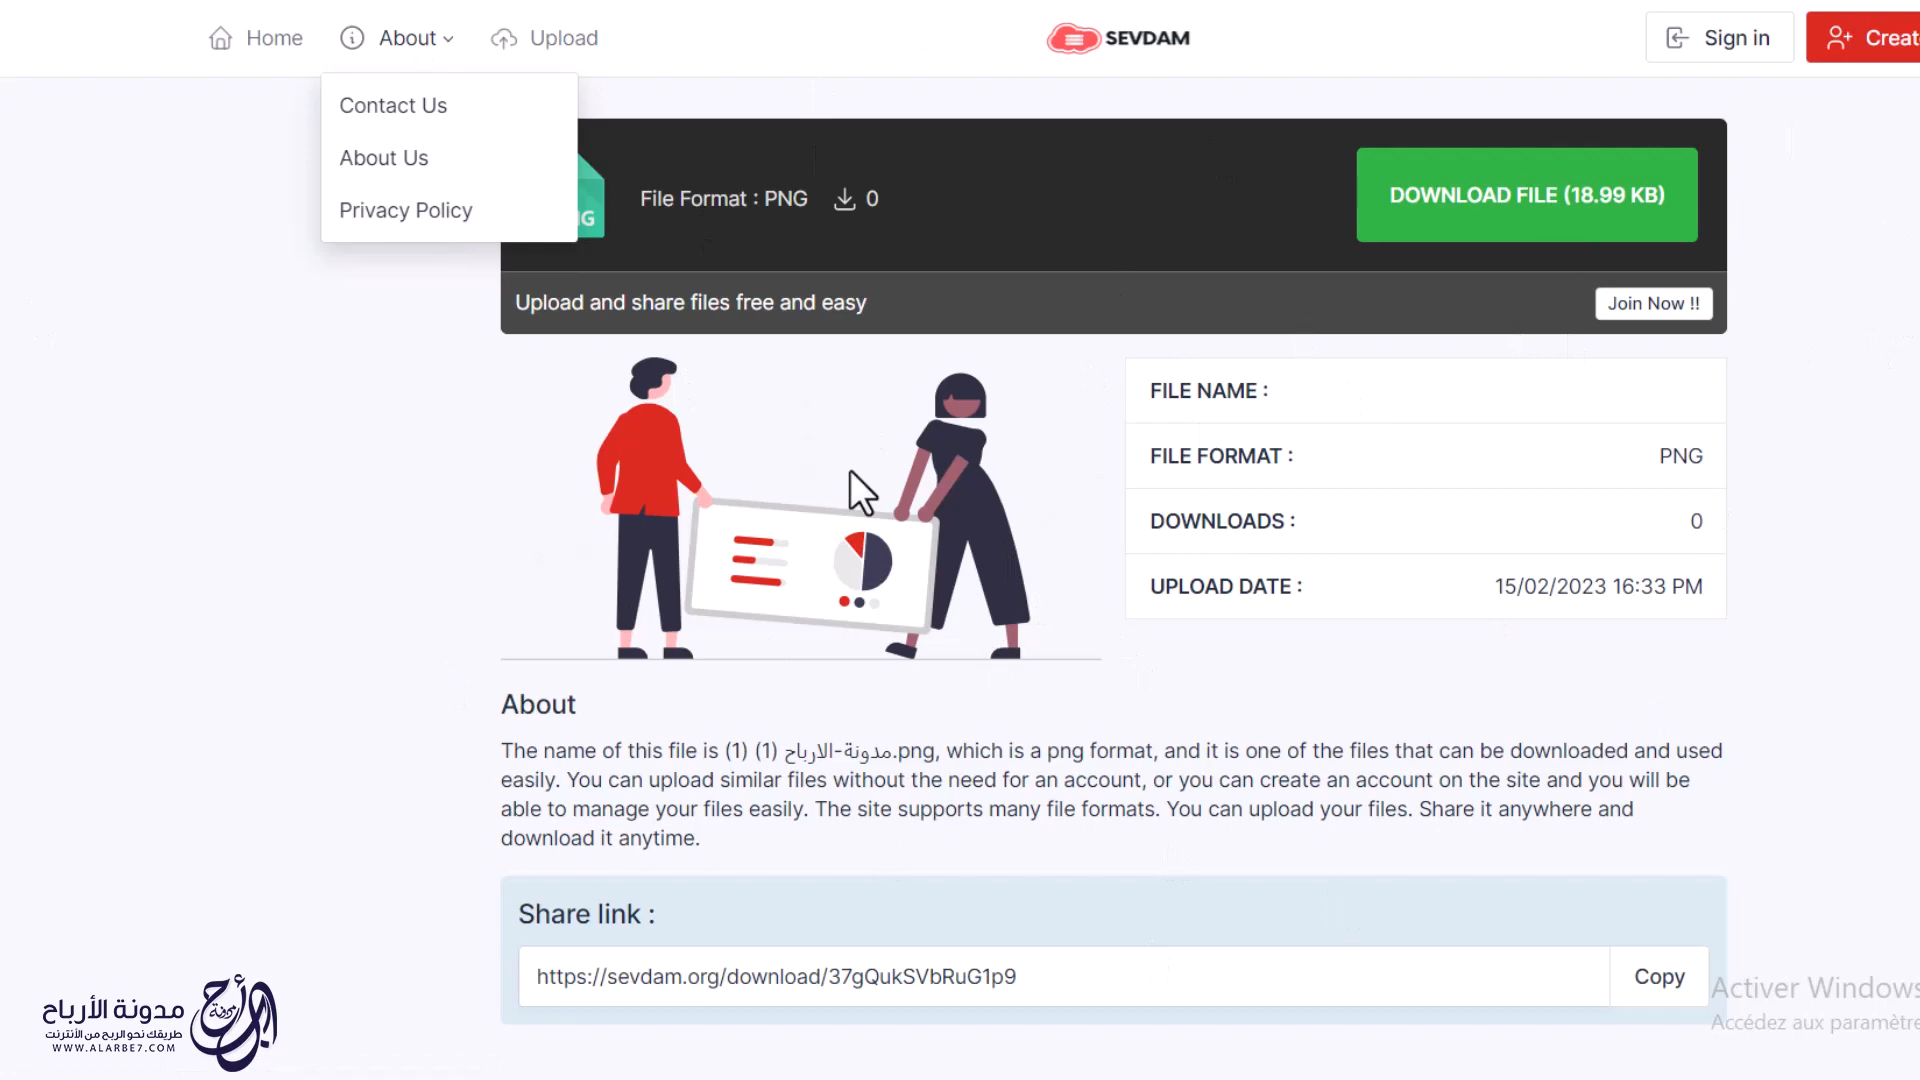 Home
About
Upload
SEVDAM
Sign in
Creat
Contact Us
About Us
Privacy Policy
File Format : PNG
0
DOWNLOAD FILE (18.99 KB)
Upload and share files free and easy
Join Now !!
FILE NAME :
FILE FORMAT :
PNG
DOWNLOADS :
0
UPLOAD DATE :
15/02/2023 16:33 PM
About
The name of this file is (1) (1) مدونة-الارباح.png, which is a png format, and it is one of the files that can be downloaded and used
easily. You can upload similar files without the need for an account, or you can create an account on the site and you will be
able to manage your files easily. The site supports many file formats. You can upload your files. Share it anywhere and
download it anytime.
Share link :
https://sevdam.org/download/37gQukSVbRuG1p9
Copy
Activer Windows
Accédez aux paramètre
مدونة الأرباح
طريقك نحو الربح من الأنترنت
WWW.ALARBE7.COM